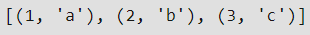 [(1, 'a'), (2, 'b'), (3, 'c')]